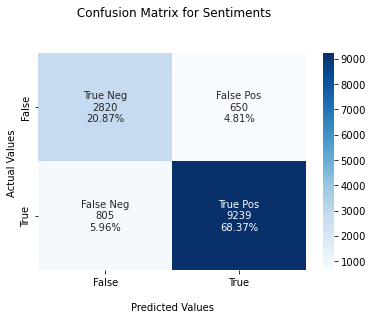 Confusion Matrix for Sentiments
True Neg
2820
20.87%
False Pos
650
4.81%
False Neg
805
5.96%
True Pos
9239
68.37%
False
True
Actual Values
False
True
Predicted Values
9000
8000
7000
6000
5000
4000
3000
2000
1000